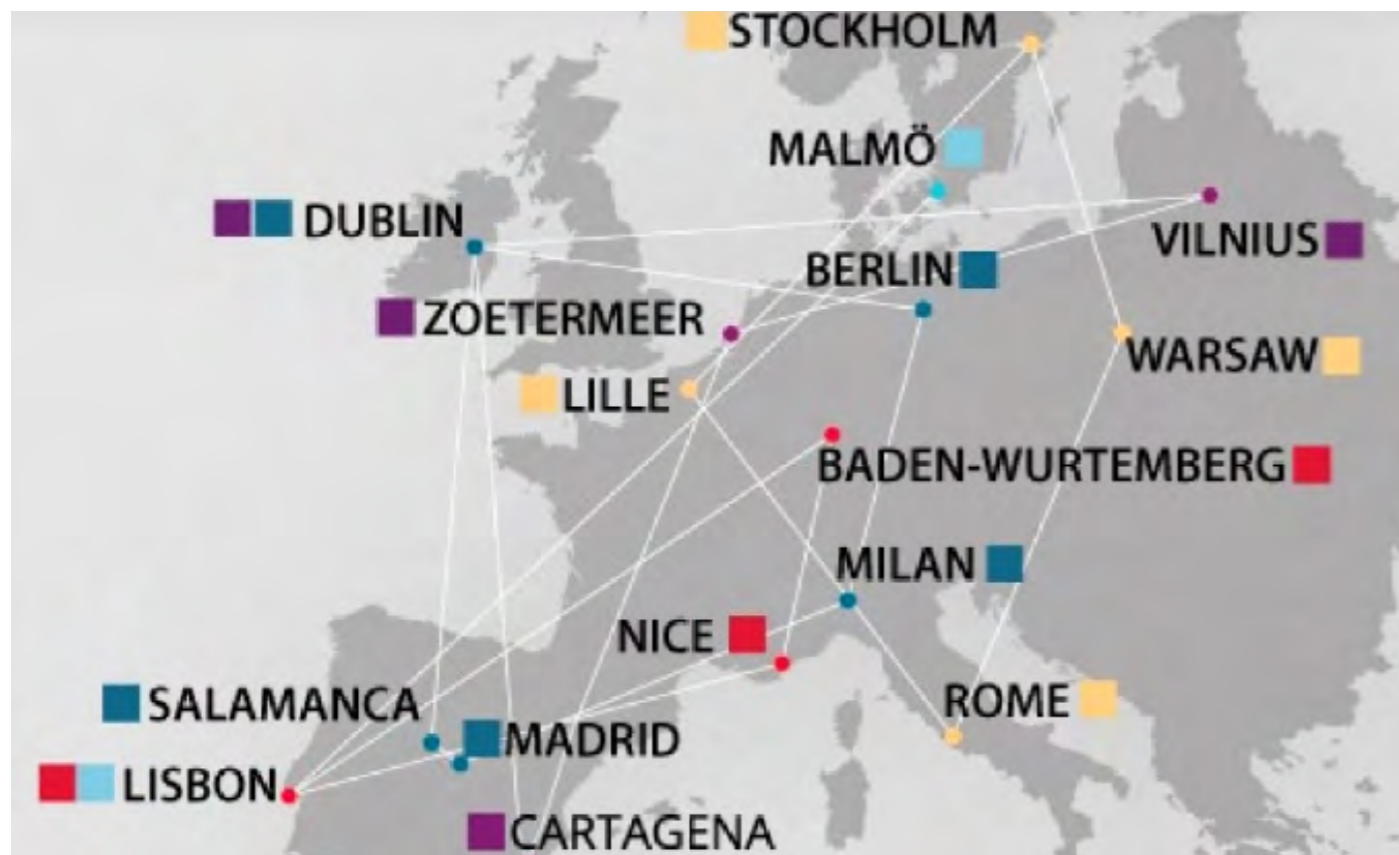 STOCKHOLM
MALMÖ
DUBLIN
VILNIUS
BERLIN
ZOETERMEER
WARSAW
LILLE
BADEN-WURTEMBERG
MILAN
NICE
ROME
SALAMANCA
MADRID
LISBON
CARTAGENA